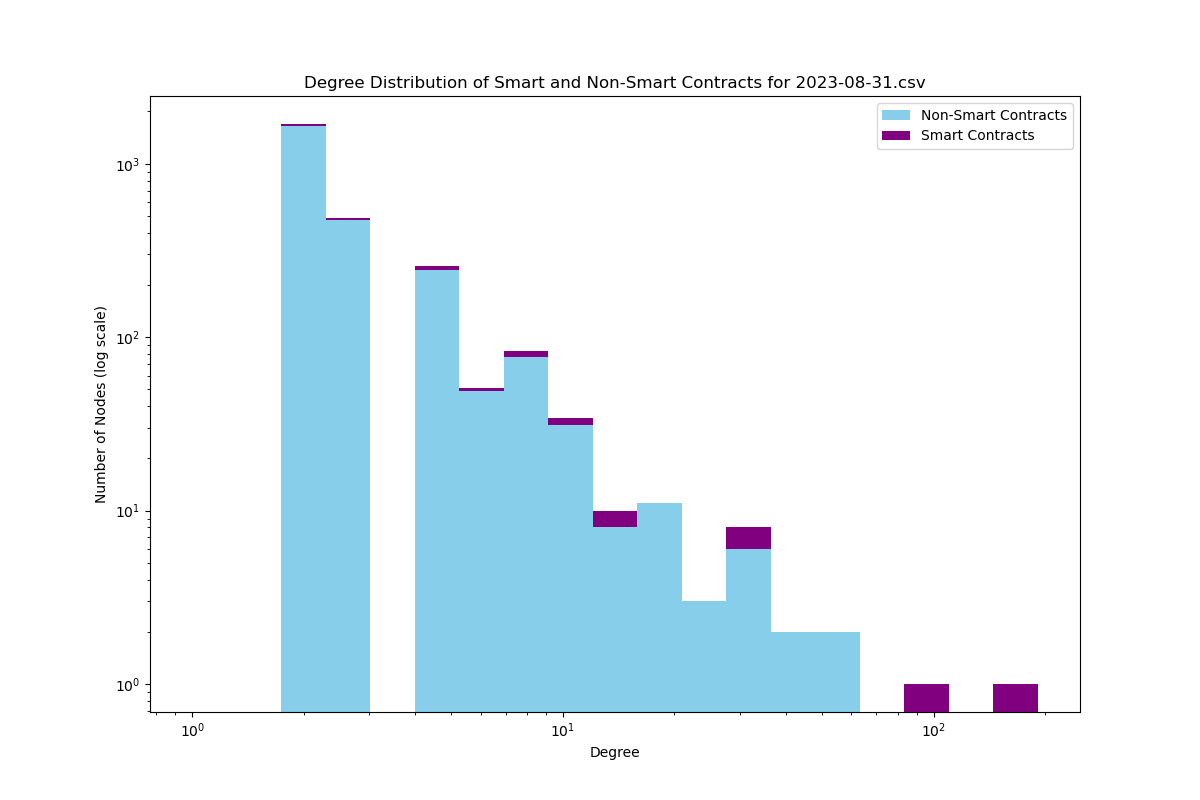 Degree Distribution of Smart and Non-Smart Contracts for 2023-08-31.csv
Non-Smart Contracts
Smart Contracts
Number of Nodes (log scale)
10³
10²
10¹
10⁰
10⁰ 10¹ 10²
Degree